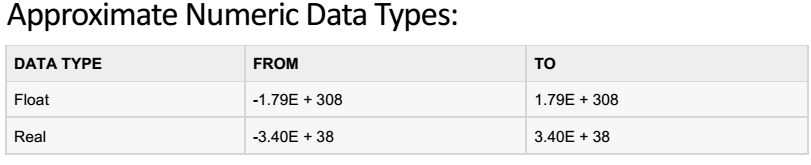 Approximate Numeric Data Types:
DATA TYPE FROM TO
Float -1.79E + 308 1.79E + 308
Real -3.40E + 38 3.40E + 38